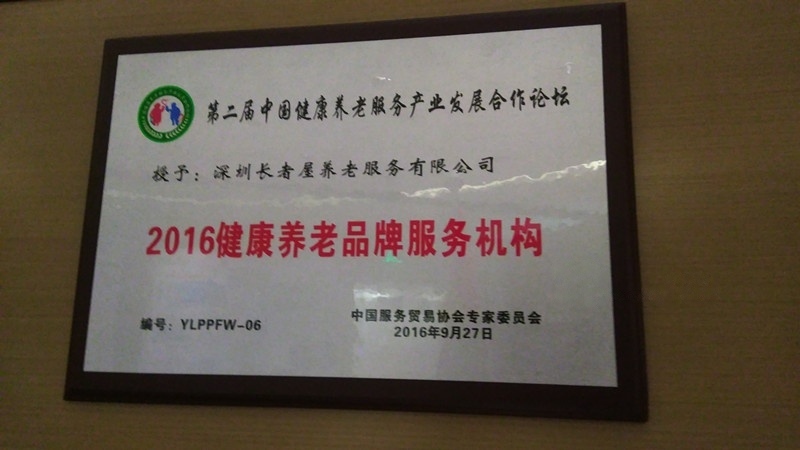 第二届中国健康养老服务产业发展合作论坛
授予：深圳长者屋养老服务有限公司
2016健康养老品牌服务机构
编号：YLPPFW-06
中国服务贸易协会专家委员会
2016年9月27日